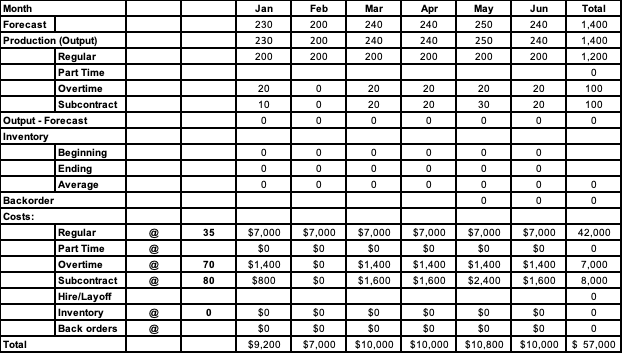 Month Jan Feb Mar Apr May Jun Total
Forecast 230 200 240 240 250 240 1,400
Production (Output) 230 200 240 240 250 240 1,400
Regular 200 200 200 200 200 200 1,200
Part Time 0
Overtime 20 0 20 20 20 20 100
Subcontract 10 0 20 20 30 20 100
Output - Forecast 0 0 0 0 0 0 0
Inventory
Beginning 0 0 0 0 0 0
Ending 0 0 0 0 0 0
Average 0 0 0 0 0 0 0
Backorder 0 0 0
Costs:
Regular @ 35 $7,000 $7,000 $7,000 $7,000 $7,000 $7,000 42,000
Part Time @ $0 $0 $0 $0 $0 $0 0
Overtime @ 70 $1,400 $0 $1,400 $1,400 $1,400 $1,400 7,000
Subcontract @ 80 $800 $0 $1,600 $1,600 $2,400 $1,600 8,000
Hire/Layoff 0
Inventory @ 0 $0 $0 $0 $0 $0 $0 0
Back orders @ $0 $0 $0 $0 $0 $0 0
Total $9,200 $7,000 $10,000 $10,000 $10,800 $10,000 $ 57,000